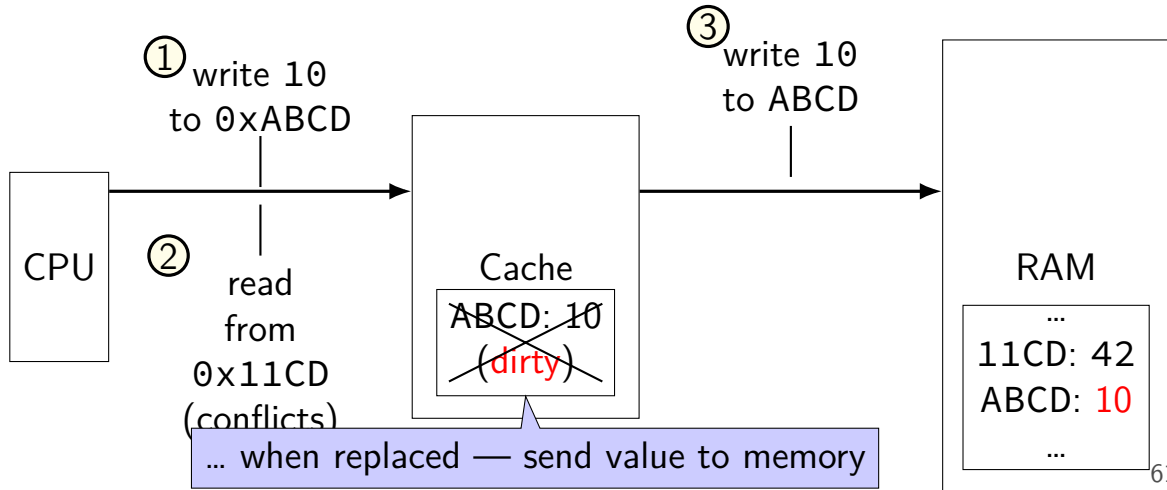 1
write 10
to 0xABCD
3
write 10
to ABCD
CPU
2
read
from
0x11CD
(conflicts)
Cache
ABCD: 10
(dirty)
... when replaced — send value to memory
RAM
...
11CD: 42
ABCD: 10
...